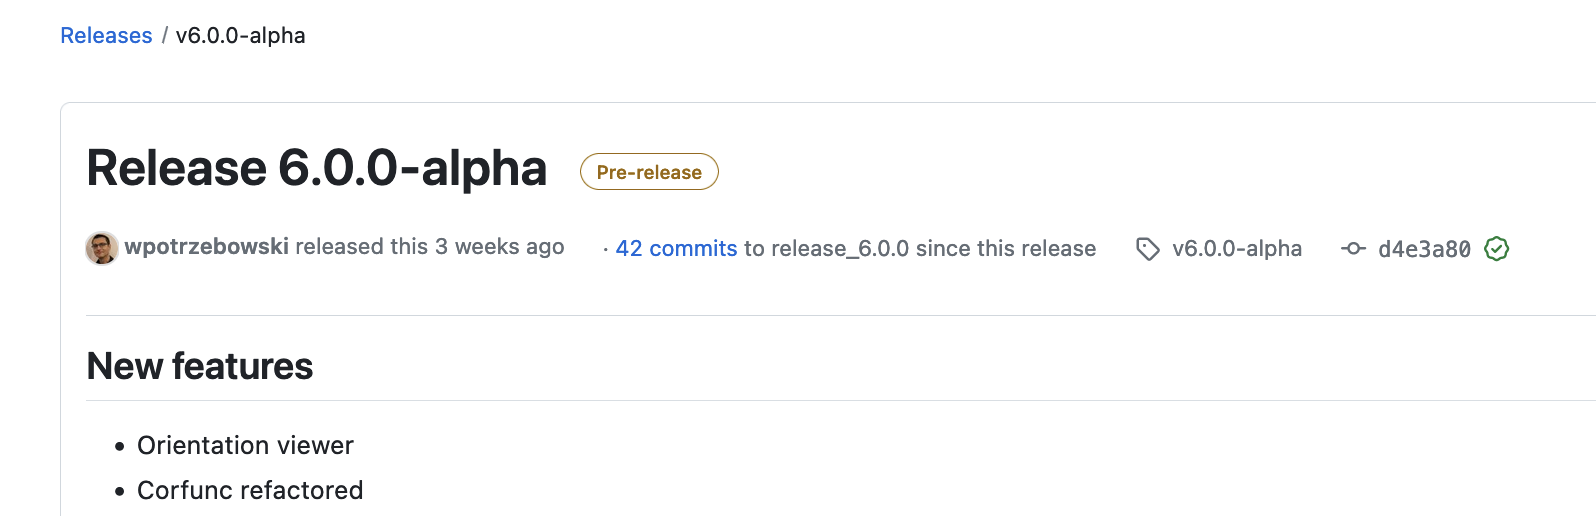 Releases / v6.0.0-alpha
Release 6.0.0-alpha Pre-release
wpotrzebowski released this 3 weeks ago · 42 commits to release_6.0.0 since this release v6.0.0-alpha d4e3a80
New features
• Orientation viewer
• Corfunc refactored